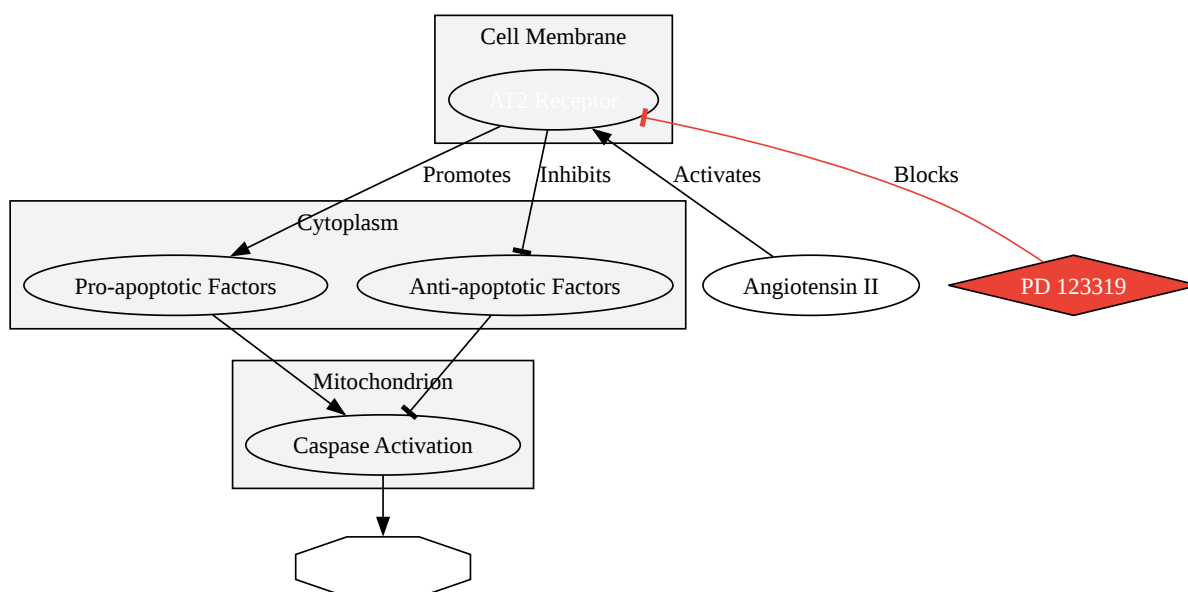 Cell Membrane
AT2 Receptor
Promotes
Inhibits
Activates
Blocks
Cytoplasm
Pro-apoptotic Factors
Anti-apoptotic Factors
Angiotensin II
PD 123319
Mitochondrion
Caspase Activation